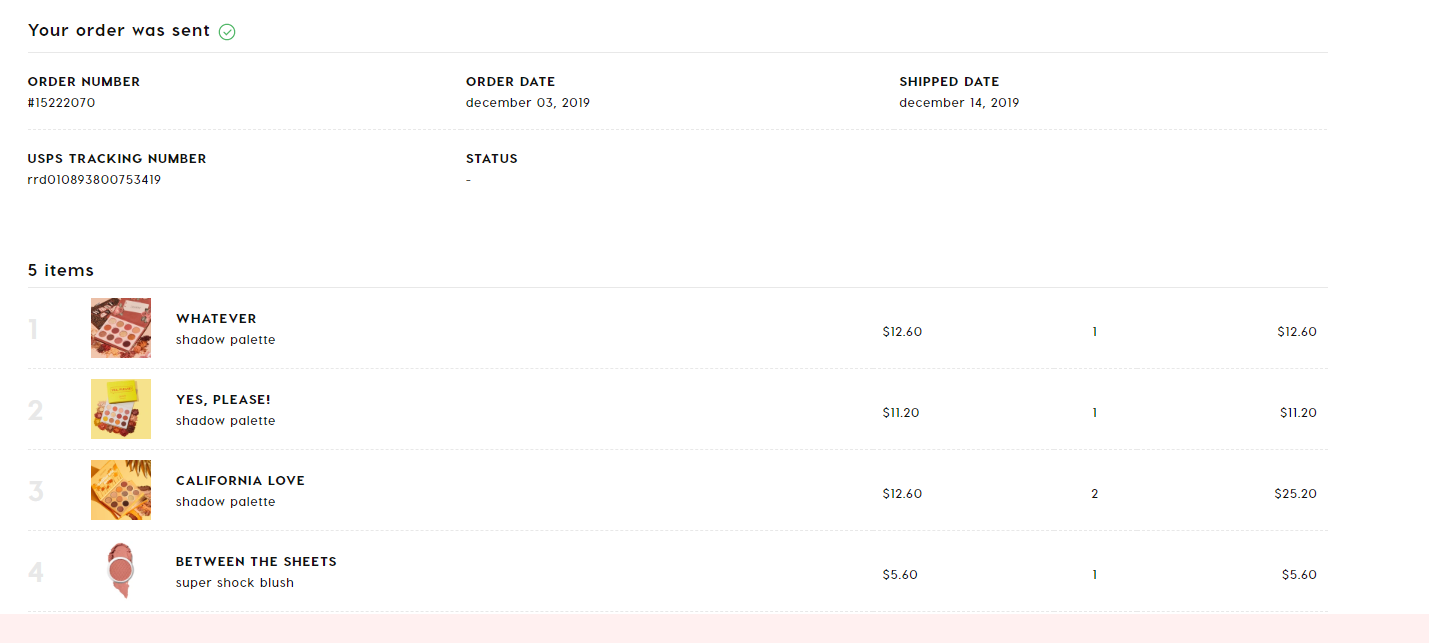 Your order was sent
ORDER NUMBER ORDER DATE SHIPPED DATE
#15222070 december 03, 2019 december 14, 2019
USPS TRACKING NUMBER STATUS
rrd010893800753419 -
5 items
1 WHATEVER
shadow palette $12.60 1 $12.60
2 YES, PLEASE!
shadow palette $11.20 1 $11.20
3 CALIFORNIA LOVE
shadow palette $12.60 2 $25.20
4 BETWEEN THE SHEETS
super shock blush $5.60 1 $5.60